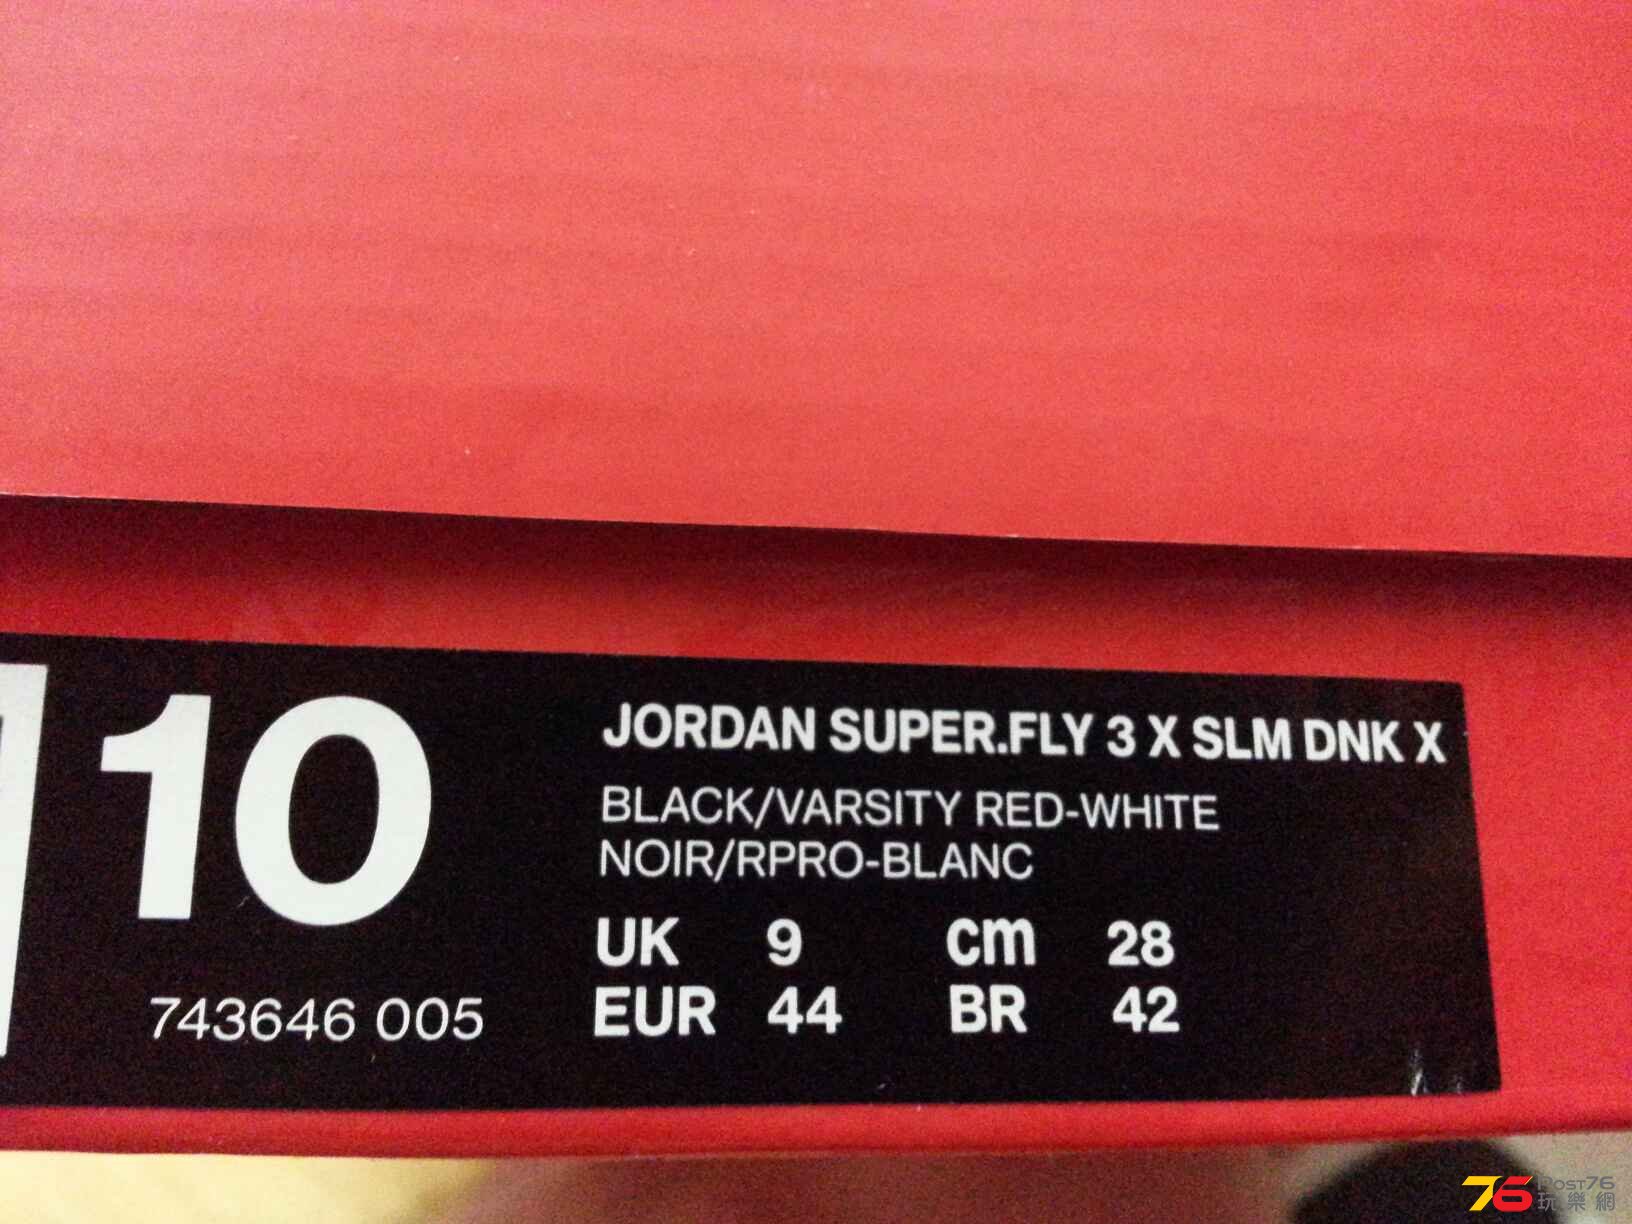 10
743646 005
JORDAN SUPER.FLY 3 X SLM DNK X
BLACK/VARSITY RED-WHITE
NOIR/RPRO-BLANC
UK 9 cm 28
EUR 44 BR 42
76 Post76
玩樂網